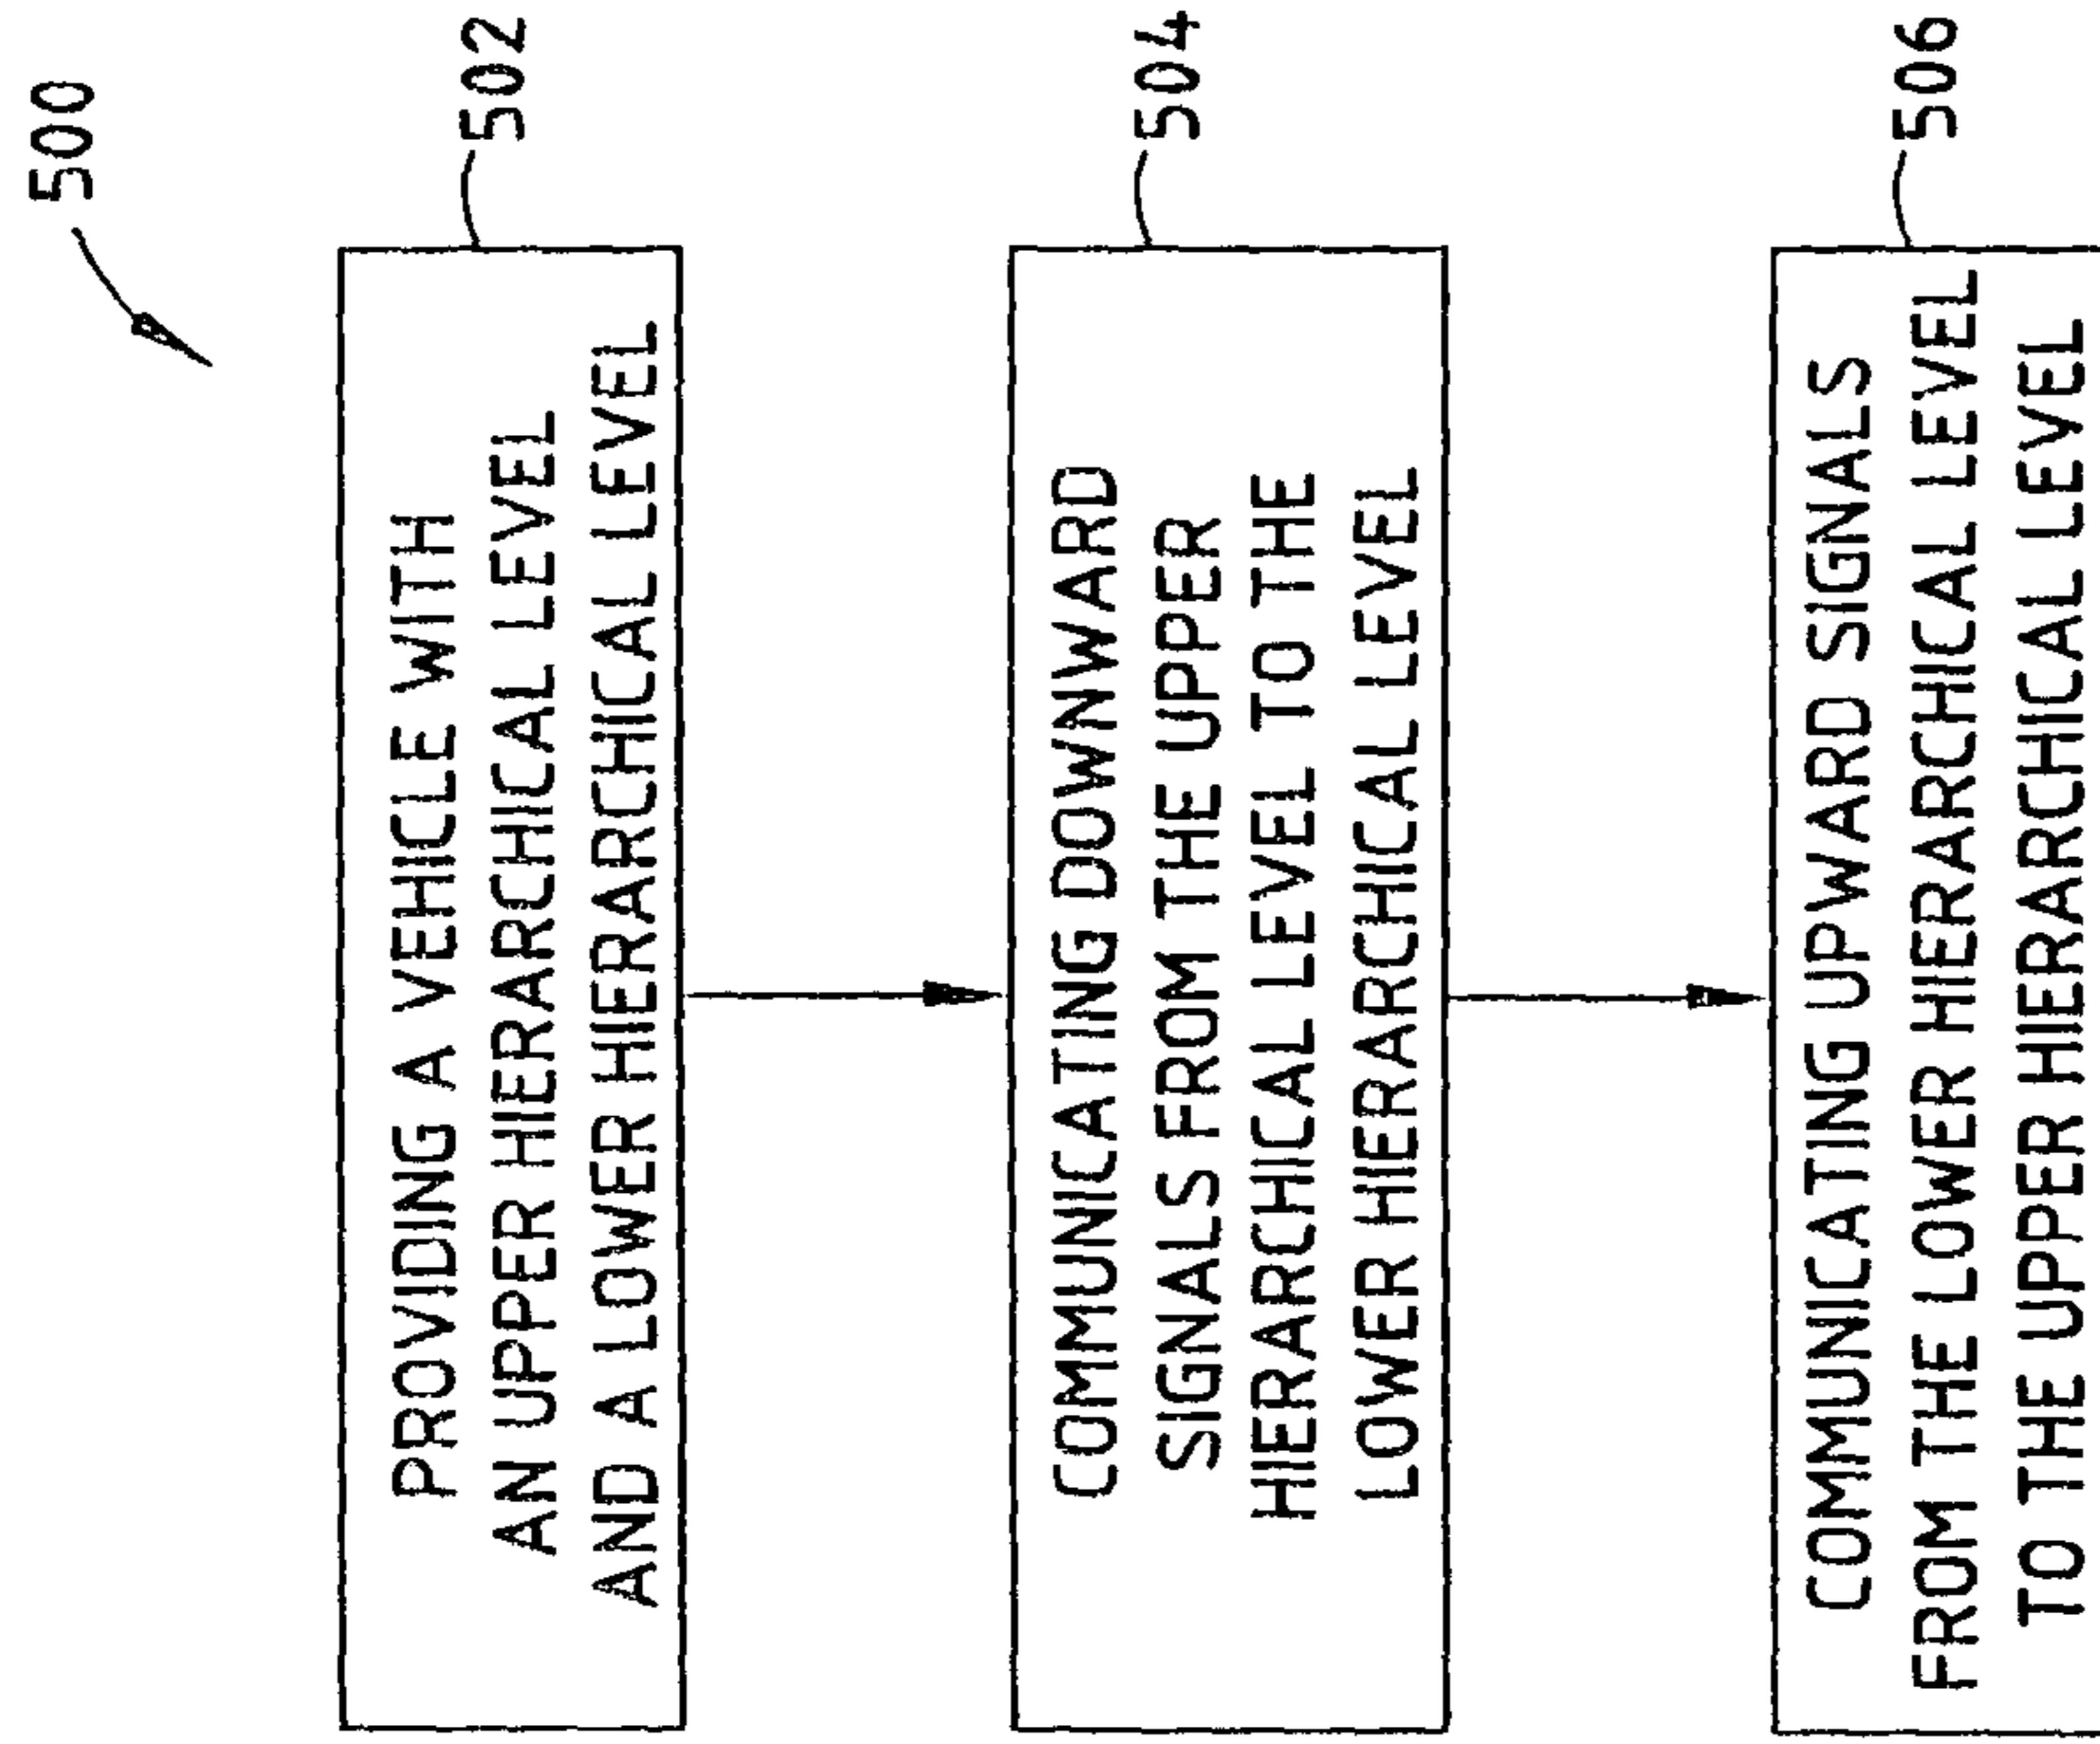 500
502
PROVIDING A VEHICLE WITH
AN UPPER HIERARCHICAL LEVEL
AND A LOWER HIERARCHICAL LEVEL
504
COMMUNICATING DOWNWARD
SIGNALS FROM THE UPPER
HIERARCHICAL LEVEL TO THE
LOWER HIERARCHICAL LEVEL
506
COMMUNICATING UPWARD SIGNALS
FROM THE LOWER HIERARCHICAL LEVEL
TO THE UPPER HIERARCHICAL LEVEL